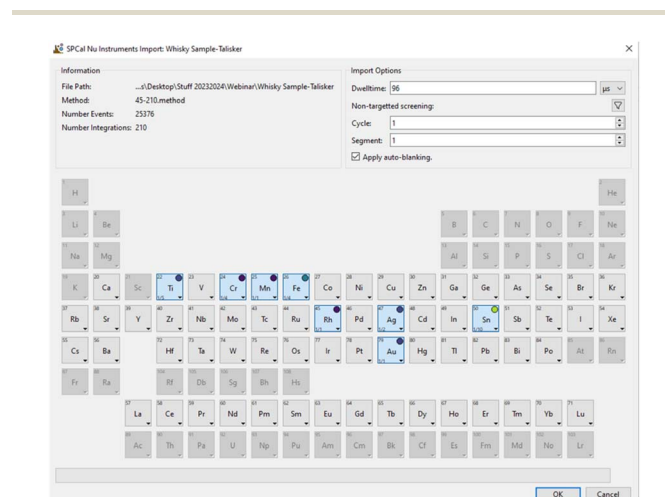 SPCal Nu Instruments Import: Whisky Sample-Talisker
Information
File Path: ...s\Desktop\Stuff 20232024\Webinar\Whisky Sample-Talisker
Method: 45-210.method
Number Events: 25376
Number Integrations: 210
Import Options
Dwelltime: 96 µs
Non-targetted screening:
Cycle: 1
Segment: 1
Apply auto-blanking.
H He
Li Be B C N O F Ne
Na Mg Al Si P S Cl Ar
K Ca Sc Ti V Cr Mn Fe Co Ni Cu Zn Ga Ge As Se Br Kr
Rb Sr Y Zr Nb Mo Tc Ru Rh Pd Ag Cd In Sn Sb Te I Xe
Cs Ba Hf Ta W Re Os Ir Pt Au Hg Tl Pb Bi Po At Rn
Fr Ra Rf Db Sg Bh Hs
La Ce Pr Nd Pm Sm Eu Gd Tb Dy Ho Er Tm Yb Lu
Ac Th Pa U Np Pu Am Cm Bk Cf Es Fm Md No Lr
OK Cancel